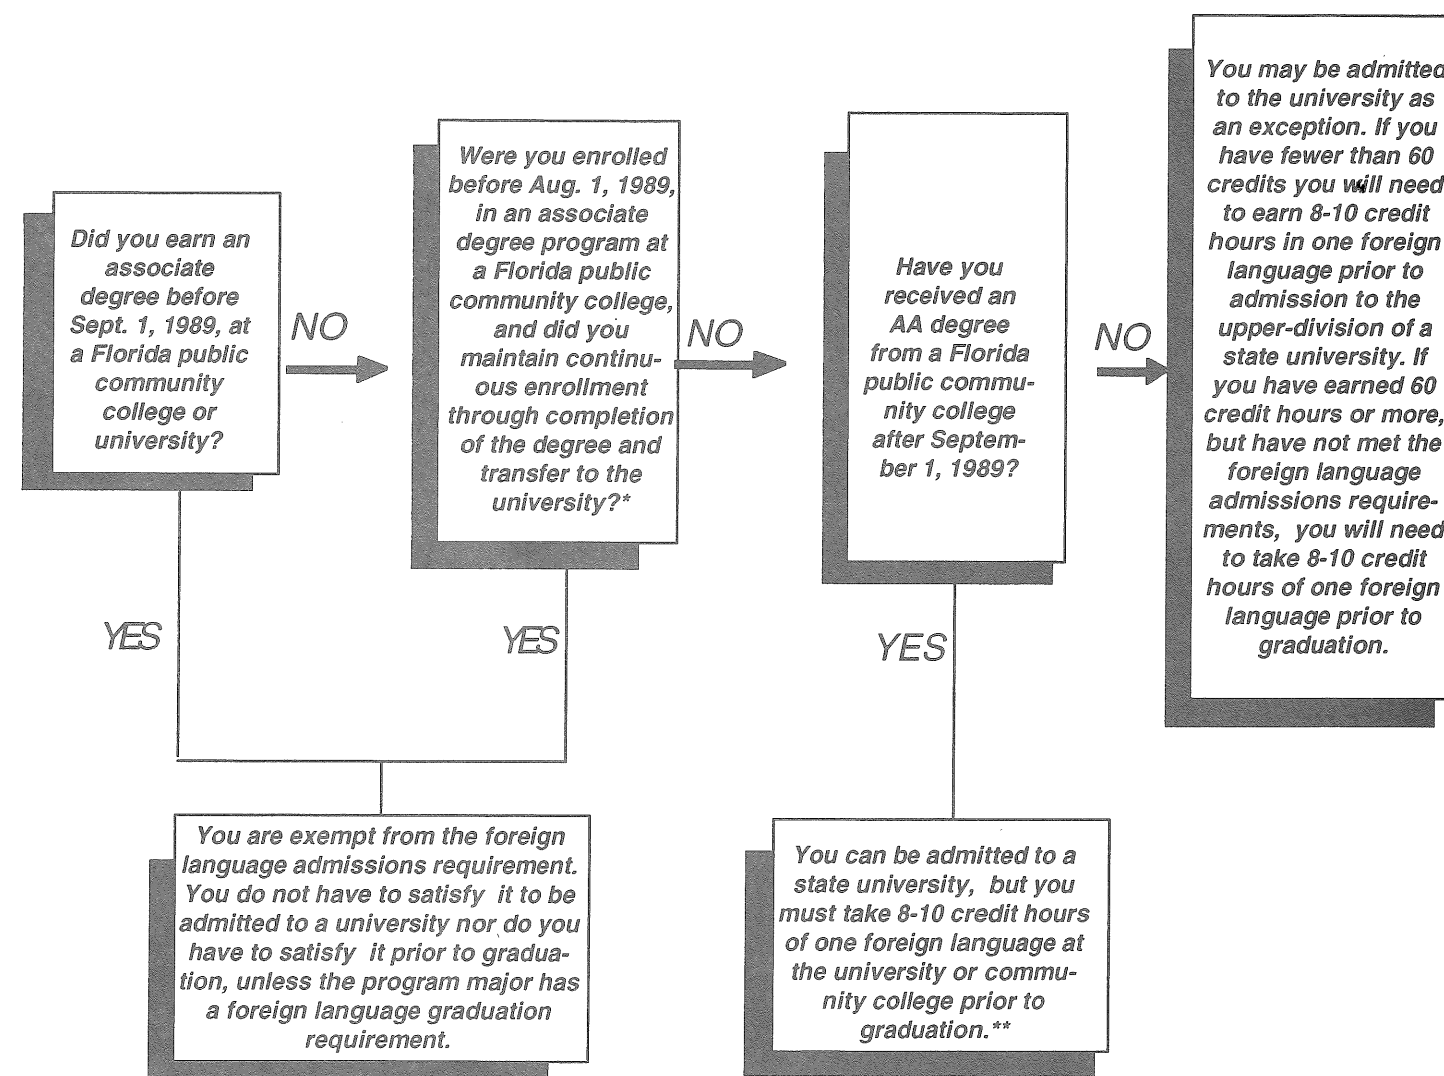 Did you earn an
associate
degree before
Sept. 1, 1989, at
a Florida public
community
college or
university?
NO
YES
Were you enrolled
before Aug. 1, 1989,
in an associate
degree program at
a Florida public
community college,
and did you
maintain continu-
ous enrollment
through completion
of the degree and
transfer to the
university?*
NO
YES
Have you
received an
AA degree
from a Florida
public commu-
nity college
after Septem-
ber 1, 1989?
NO
YES
You may be admitted
to the university as
an exception. If you
have fewer than 60
credits you will need
to earn 8-10 credit
hours in one foreign
language prior to
admission to the
upper-division of a
state university. If
you have earned 60
credit hours or more,
but have not met the
foreign language
admissions require-
ments, you will need
to take 8-10 credit
hours of one foreign
language prior to
graduation.
You are exempt from the foreign
language admissions requirement.
You do not have to satisfy it to be
admitted to a university nor do you
have to satisfy it prior to gradua-
tion, unless the program major has
a foreign language graduation
requirement.
You can be admitted to a
state university, but you
must take 8-10 credit hours
of one foreign language at
the university or commu-
nity college prior to
graduation.**